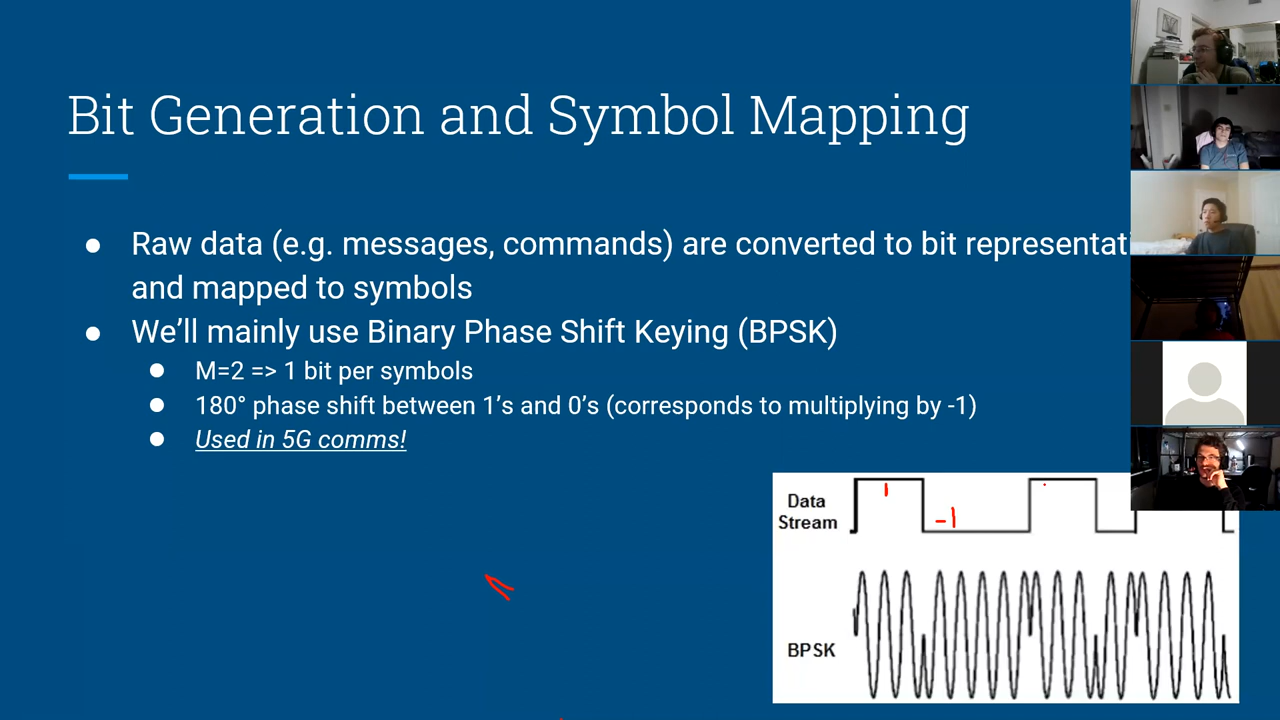 Bit Generation and Symbol Mapping
● Raw data (e.g. messages, commands) are converted to bit
and mapped to symbols
● We’ll mainly use Binary Phase Shift Keying (BPSK)
● M=2 => 1 bit per symbols
● 180° phase shift between 1’s and 0’s (corresponds to multiplying by -1)
● Used in 5G comms!
Data
Stream
1
-1
BPSK